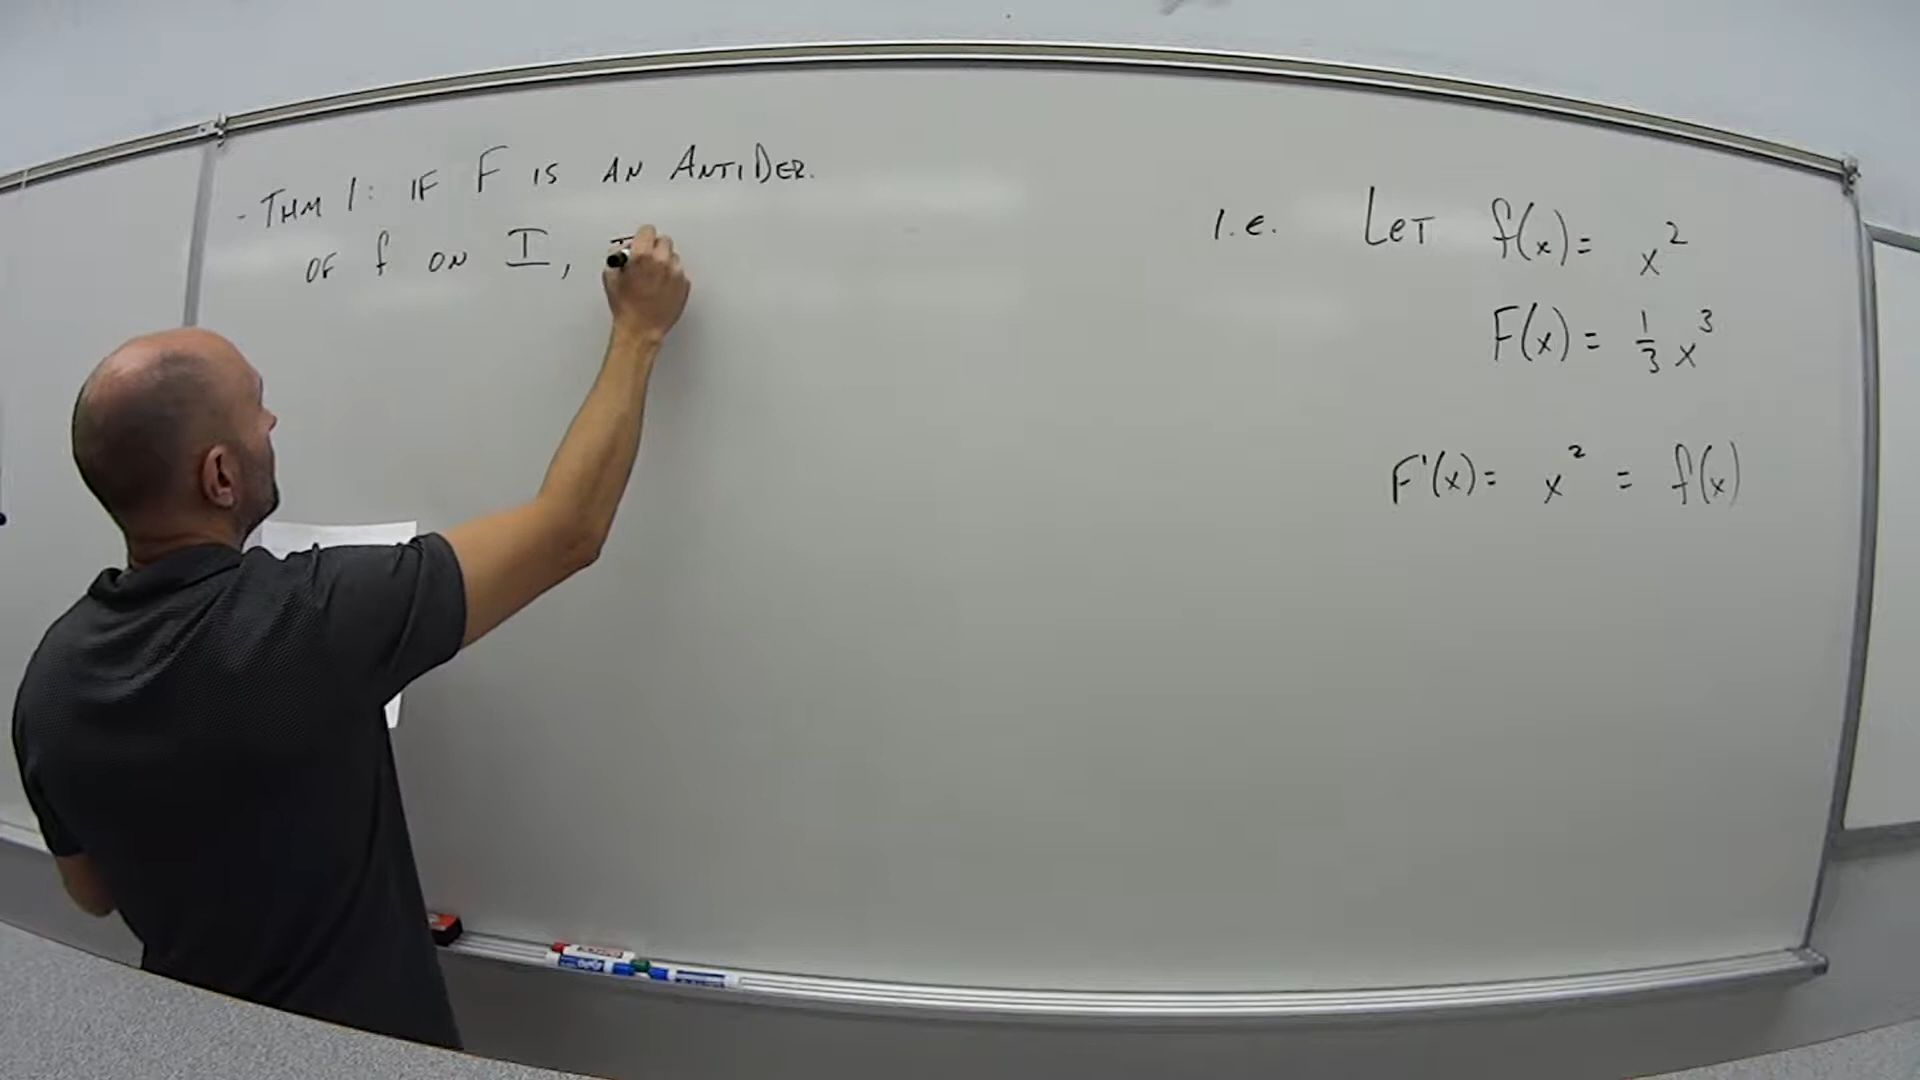 - THM 1: IF F IS AN ANTIDER.
OF f ON I,
I.e. LeT f(x) = x²
F(x) = 1/3 x³
F'(x) = x² = f(x)